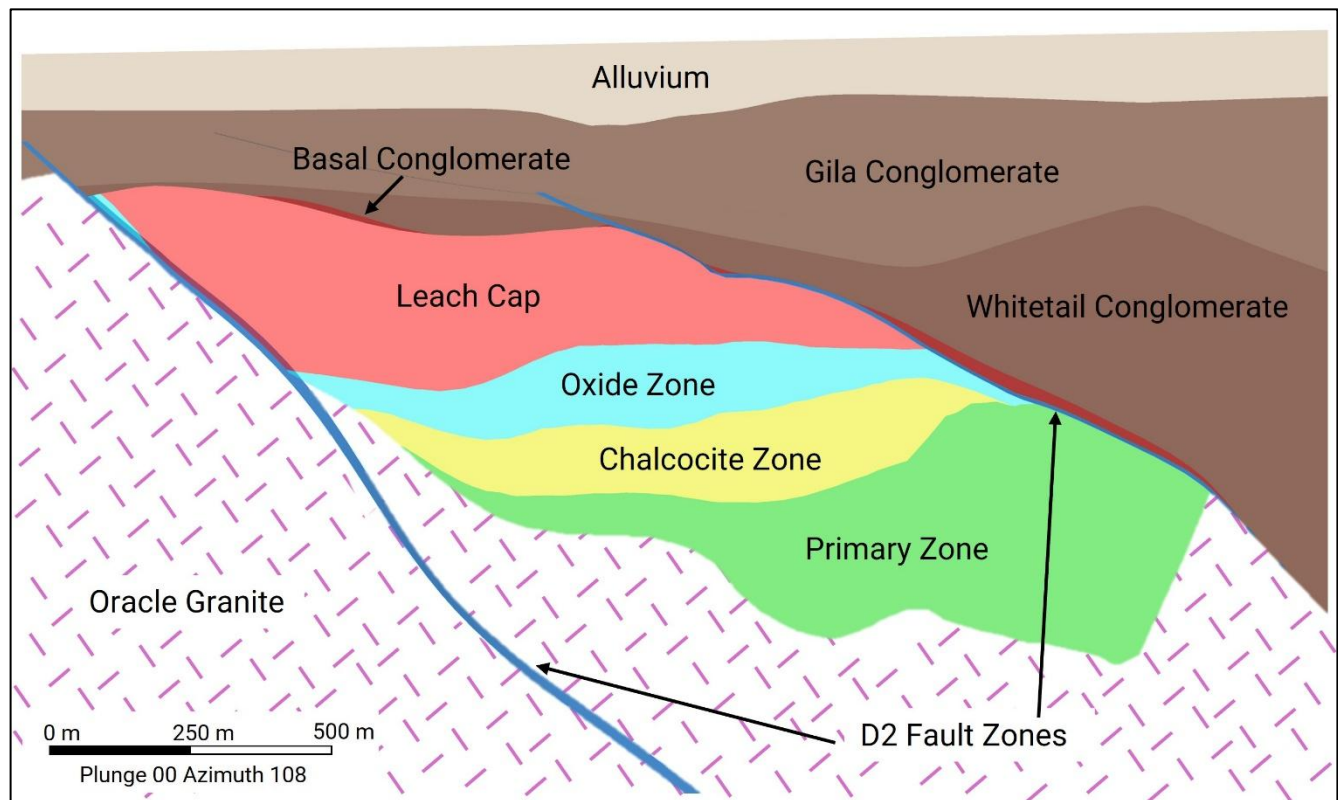 Alluvium
Basal Conglomerate
Gila Conglomerate
Leach Cap
Whitetail Conglomerate
Oxide Zone
Chalcocite Zone
Primary Zone
Oracle Granite
0 m 250 m 500 m
Plunge 00 Azimuth 108
D2 Fault Zones